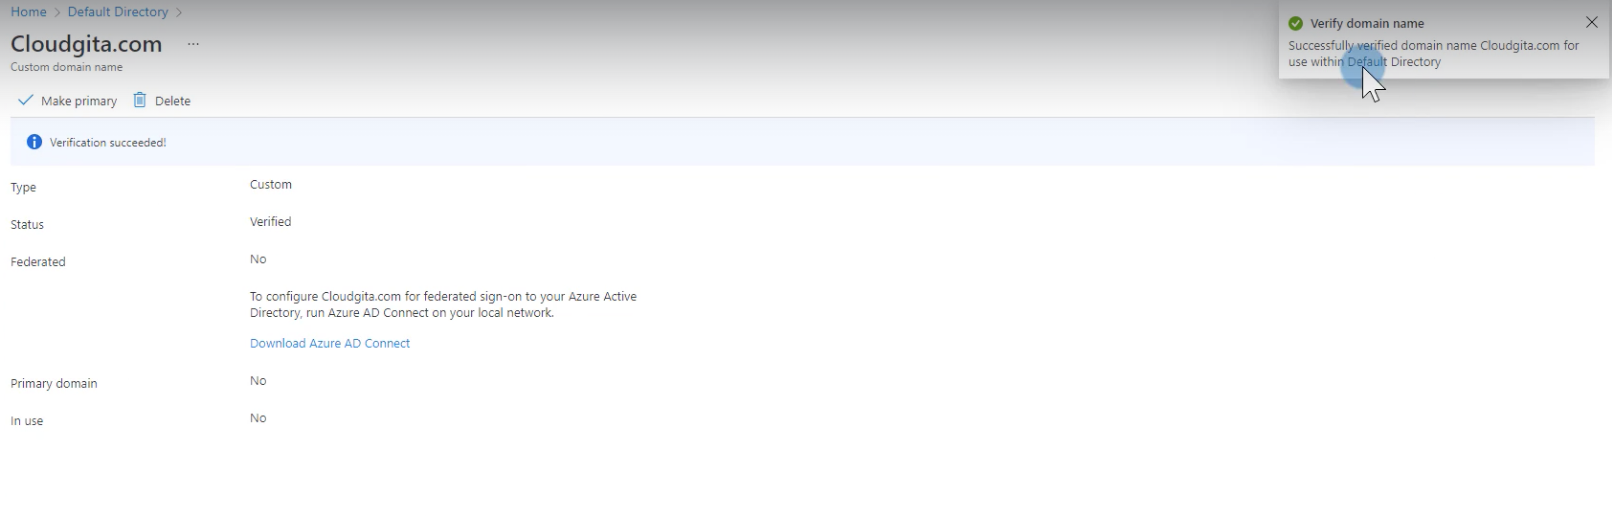 Home > Default Directory >
Cloudgita.com ...
Custom domain name
Make primary Delete
Verify domain name
Successfully verified domain name Cloudgita.com for
use within Default Directory
Verification succeeded!
Type Custom
Status Verified
Federated No
To configure Cloudgita.com for federated sign-on to your Azure Active
Directory, run Azure AD Connect on your local network.
Download Azure AD Connect
Primary domain No
In use No